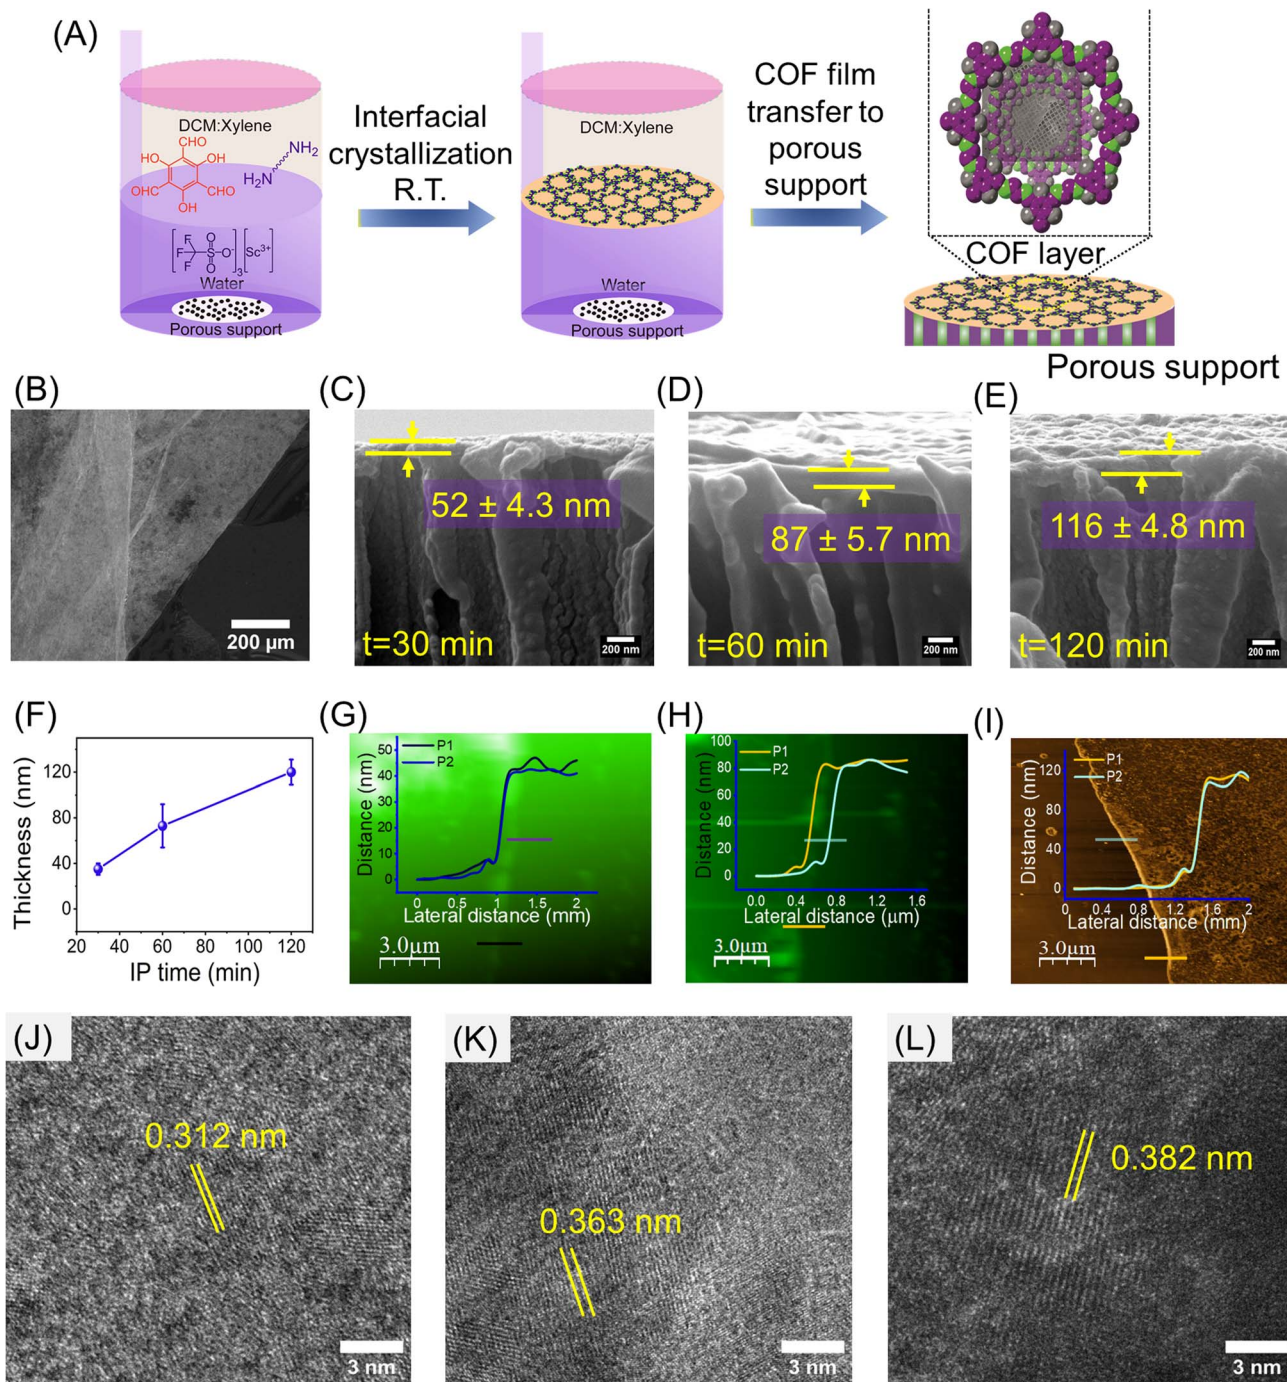 (A)
DCM:Xylene
CHO
HO
OH
OHC
CHO
OH
NH₂
H₂N
F
F
F
O
S
O⁻
O
3
Sc³⁺
Water
Porous support
Interfacial
crystallization
R.T.
DCM:Xylene
Water
Porous support
COF film
transfer to
porous
support
COF layer
Porous support
(B)
200 µm
(C)
52 ± 4.3 nm
t=30 min
200 nm
(D)
87 ± 5.7 nm
t=60 min
200 nm
(E)
116 ± 4.8 nm
t=120 min
200 nm
(F)
Thickness (nm)
120
80
40
0
20 40 60 80 100 120
IP time (min)
(G)
P1
P2
Distance (nm)
50
40
30
20
10
0
0 0.5 1 1.5 2
Lateral distance (mm)
3.0µm
(H)
P1
P2
Distance (nm)
100
80
60
40
20
0
0.0 0.4 0.8 1.2 1.6
Lateral distance (µm)
3.0µm
(I)
P1
P2
Distance (nm)
120
80
40
0
0 0.4 0.8 1.2 1.6 2
Lateral distance (mm)
3.0µm
(J)
0.312 nm
3 nm
(K)
0.363 nm
3 nm
(L)
0.382 nm
3 nm